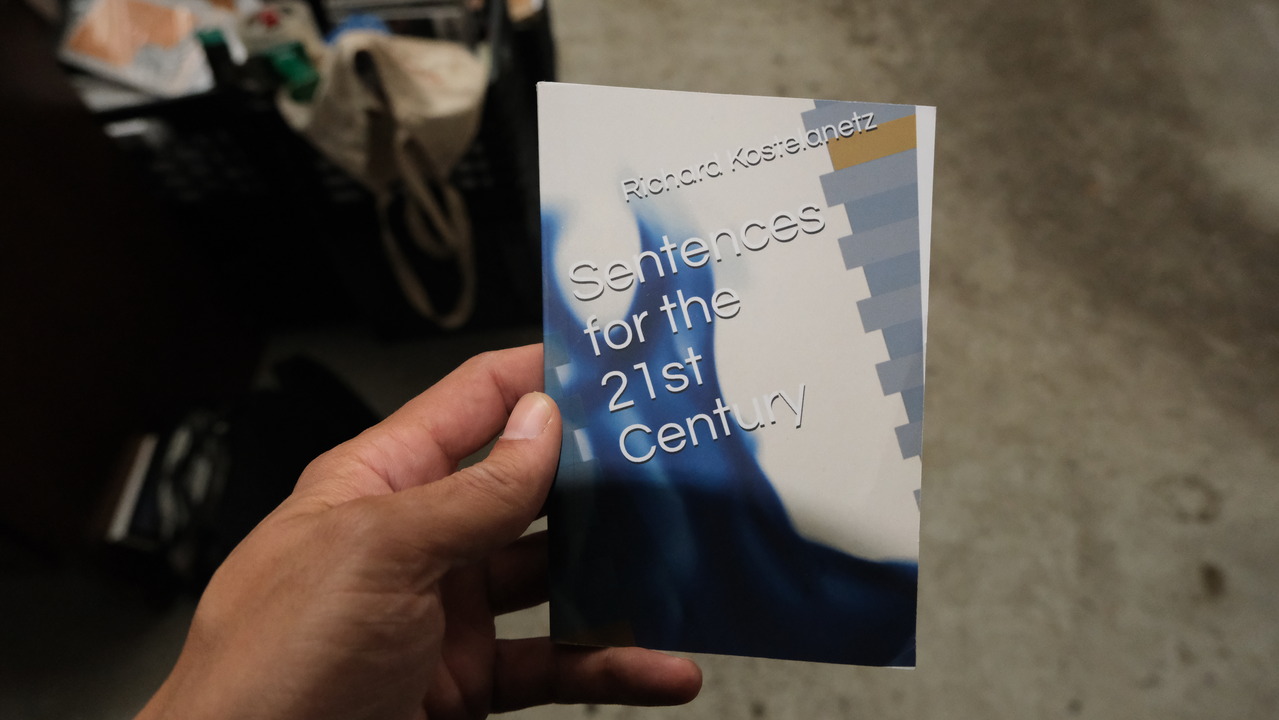 Richard Kostelanetz
Sentences
for the
21st
Century